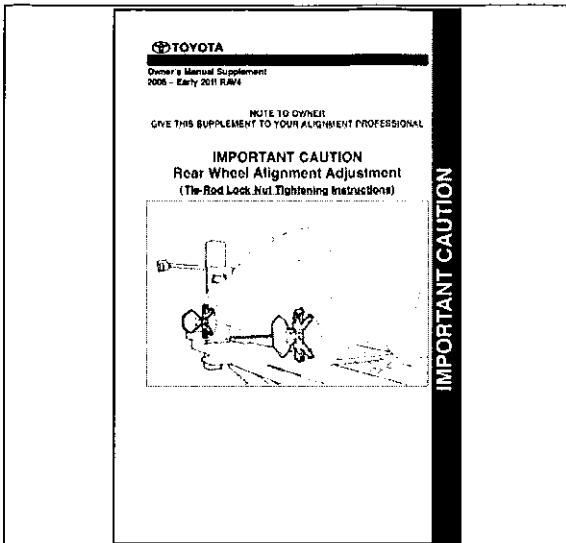 TOYOTA
Owner's Manual Supplement
2006 – Early 2011 RAV4
NOTE TO OWNER
GIVE THIS SUPPLEMENT TO YOUR ALIGNMENT PROFESSIONAL
IMPORTANT CAUTION
Rear Wheel Alignment Adjustment
(Tie-Rod Lock Nut Tightening Instructions)
IMPORTANT CAUTION